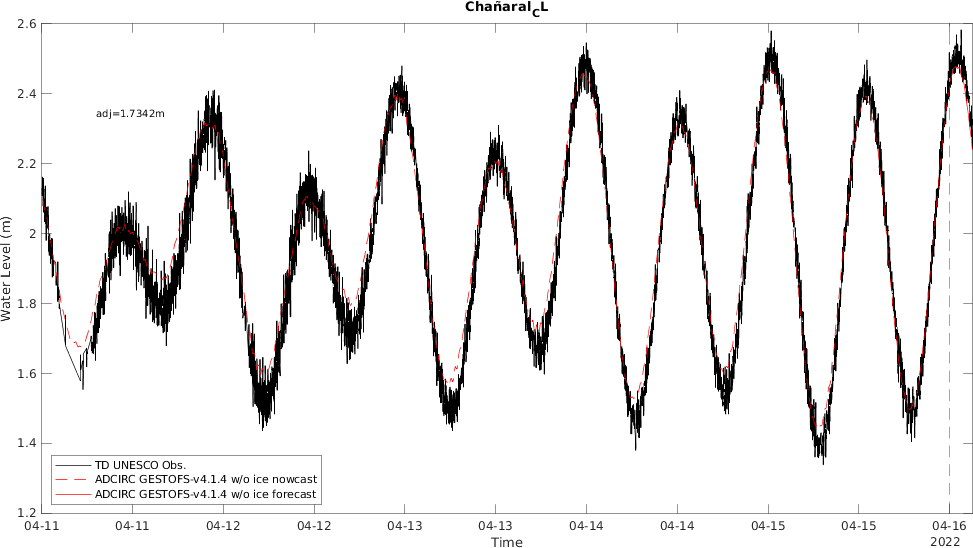 Chañaral_CL
2.6
2.4
2.2
2
1.8
1.6
1.4
1.2
Water Level (m)
adj=1.7342m
TD UNESCO Obs.
ADCIRC GESTOFS-v4.1.4 w/o ice nowcast
ADCIRC GESTOFS-v4.1.4 w/o ice forecast
04-11 04-11 04-12 04-12 04-13 04-13 04-14 04-14 04-15 04-15 04-16
Time 2022